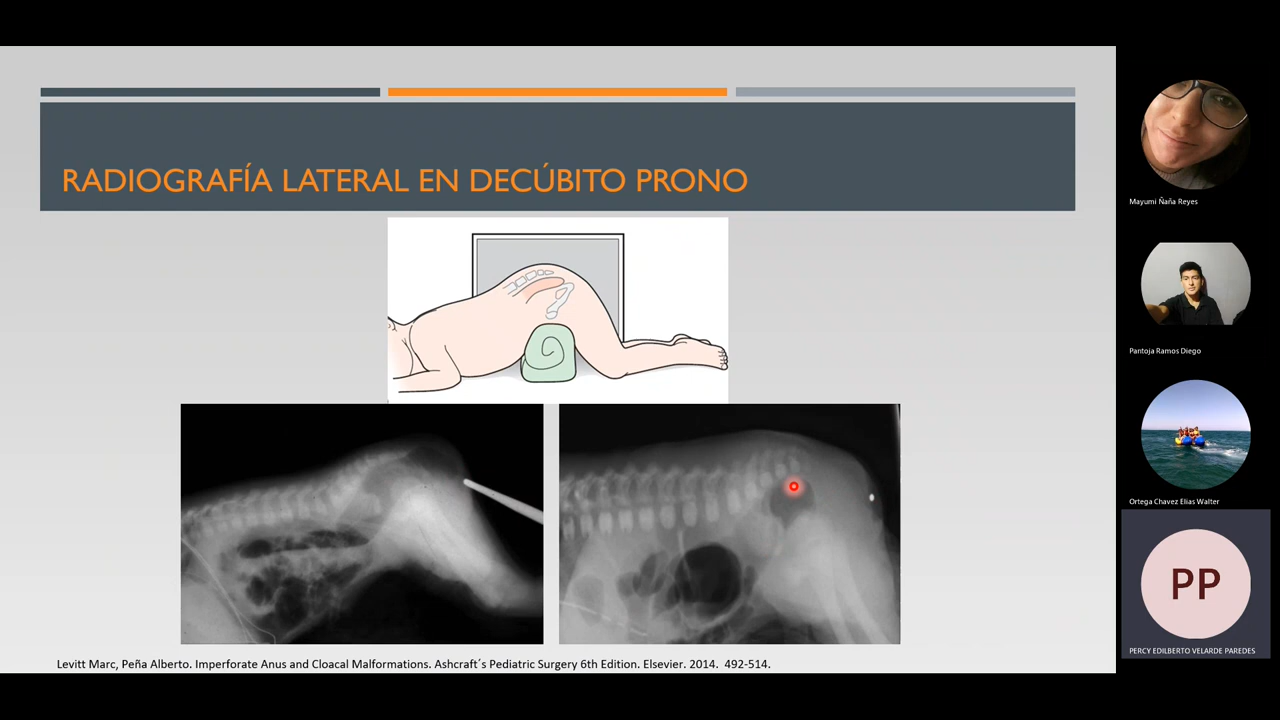 RADIOGRAFÍA LATERAL EN DECÚBITO PRONO
Levitt Marc, Peña Alberto. Imperforate Anus and Cloacal Malformations. Ashcraft´s Pediatric Surgery 6th Edition. Elsevier. 2014. 492-514.
Mayumi Ñaña Reyes
Pantoja Ramos Diego
Ortega Chavez Elias Walter
PP
PERCY EDILBERTO VELARDE PAREDES